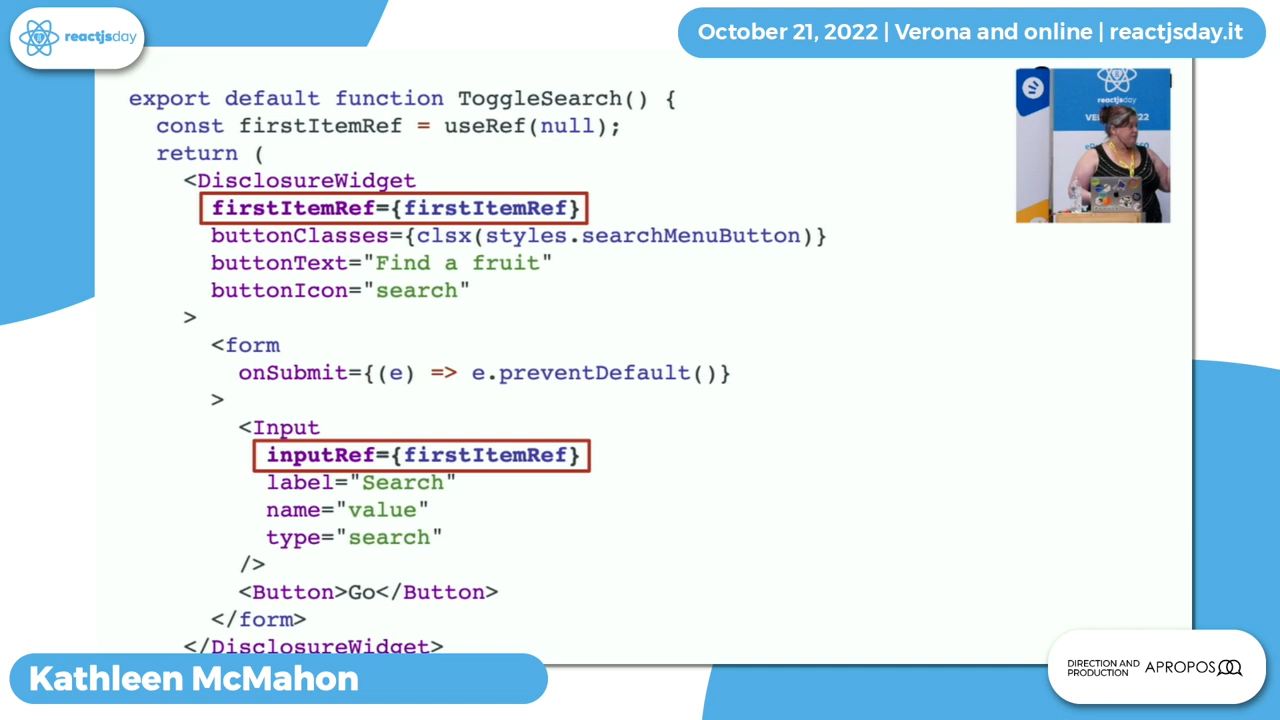 reactjsday
October 21, 2022 | Verona and online | reactjsday.it
export default function ToggleSearch() {
const firstItemRef = useRef(null);
return (
<DisclosureWidget
firstItemRef={firstItemRef}
buttonClasses={clsx(styles.searchMenuButton)}
buttonText="Find a fruit"
buttonIcon="search"
>
<form
onSubmit={(e) => e.preventDefault()}
>
<Input
inputRef={firstItemRef}
label="Search"
name="value"
type="search"
/>
<Button>Go</Button>
</form>
</DisclosureWidget>
reactjsday
Kathleen McMahon
DIRECTION AND
PRODUCTION
APROPOS